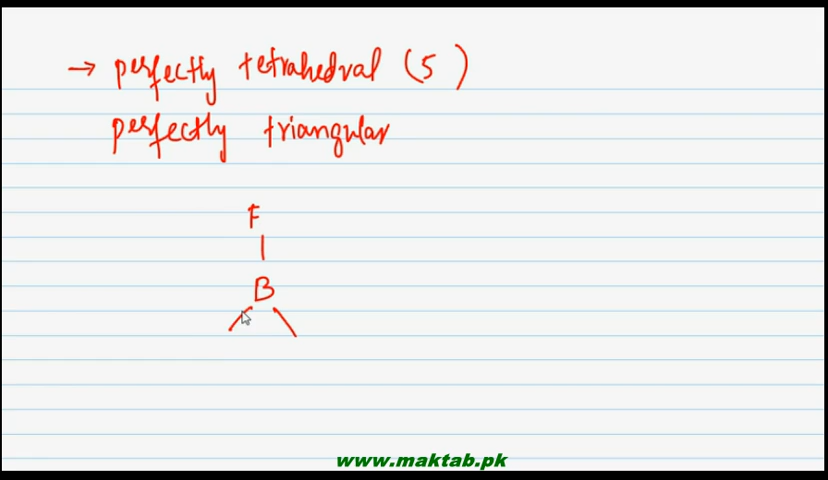 → perfectly tetrahedral (5)
perfectly triangular
F
B
www.maktab.pk